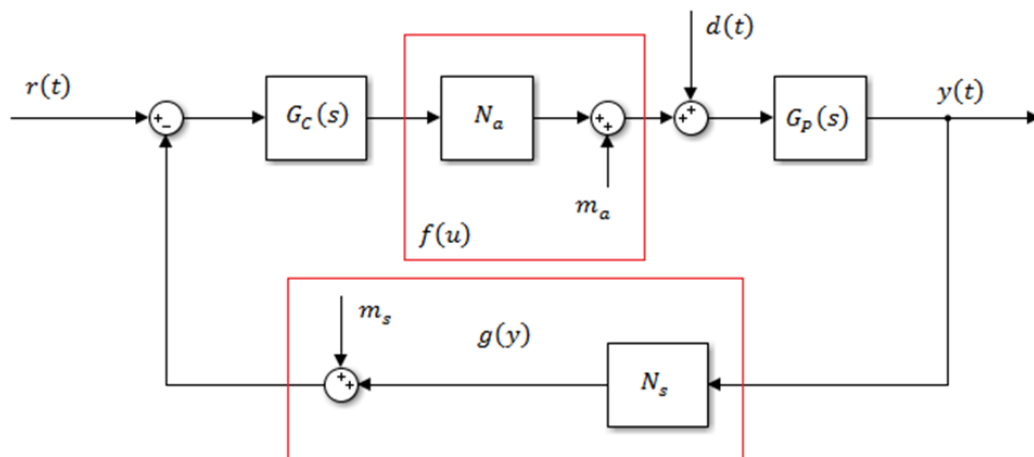 d(t)
r(t)
y(t)
G_C(s)
N_a
G_P(s)
+
−
+
+
+
+
m_a
f(u)
m_s
g(y)
N_s
+
+